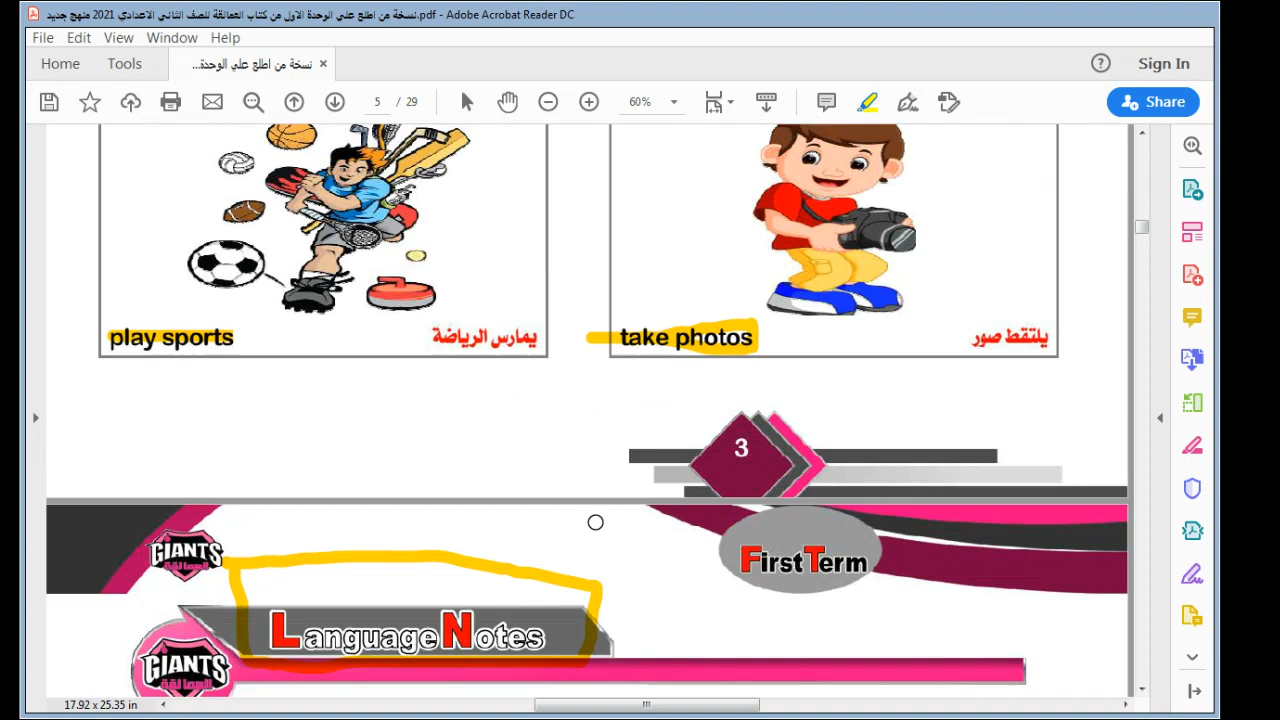 نسخة من اطلع علي الوحدة الاول من كتاب العمالقة للصف الثاني الاعدادي 2021 منهج جديد.pdf - Adobe Acrobat Reader DC
File Edit View Window Help
Home Tools نسخة من اطلع علي الوحدة... × Sign In
5 / 29 60% Share
play sports يمارس الرياضة
take photos يلتقط صور
3
GIANTS العمالقة
First Term
Language Notes
GIANTS العمالقة
17.92 x 25.35 in